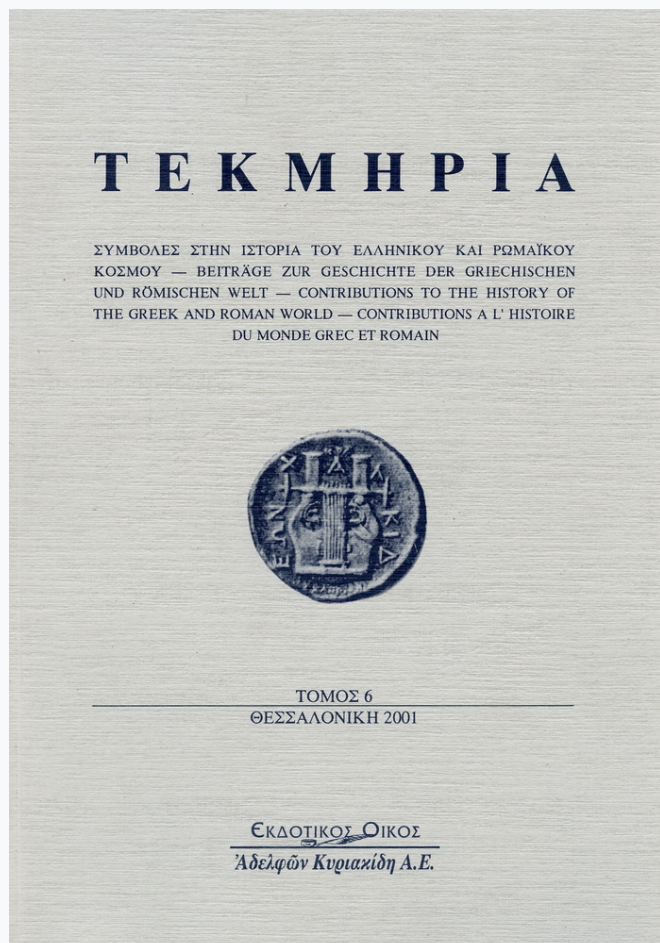 ΤΕΚΜΗΡΙΑ
ΣΥΜΒΟΛΕΣ ΣΤΗΝ ΙΣΤΟΡΙΑ ΤΟΥ ΕΛΛΗΝΙΚΟΥ ΚΑΙ ΡΩΜΑΪΚΟΥ
ΚΟΣΜΟΥ — BEITRÄGE ZUR GESCHICHTE DER GRIECHISCHEN
UND RÖMISCHEN WELT — CONTRIBUTIONS TO THE HISTORY OF
THE GREEK AND ROMAN WORLD — CONTRIBUTIONS A L' HISTOIRE
DU MONDE GREC ET ROMAIN
ΤΟΜΟΣ 6
ΘΕΣΣΑΛΟΝΙΚΗ 2001
ΕΚΔΟΤΙΚΟΣ ΟΙΚΟΣ
Ἀδελφῶν Κυριακίδη Α.Ε.